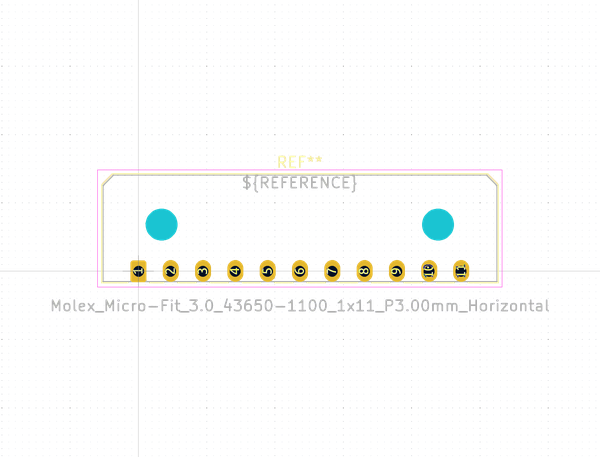 REF**
${REFERENCE}
1 2 3 4 5 6 7 8 9 10 11
Molex_Micro-Fit_3.0_43650-1100_1x11_P3.00mm_Horizontal